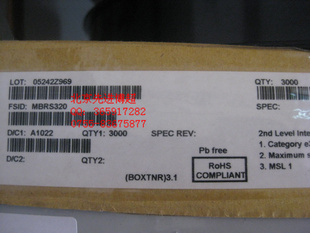 LOT: 05242Z969
QTY: 3000
FSID: MBRS320
SPEC:
D/C1: A1022 QTY1: 3000 SPEC REV:
2nd Level Inte
D/C2: QTY2:
Pb free
1. Category e
2. Maximum s
3. MSL 1
(BOXTNR)3.1
RoHS
COMPLIANT